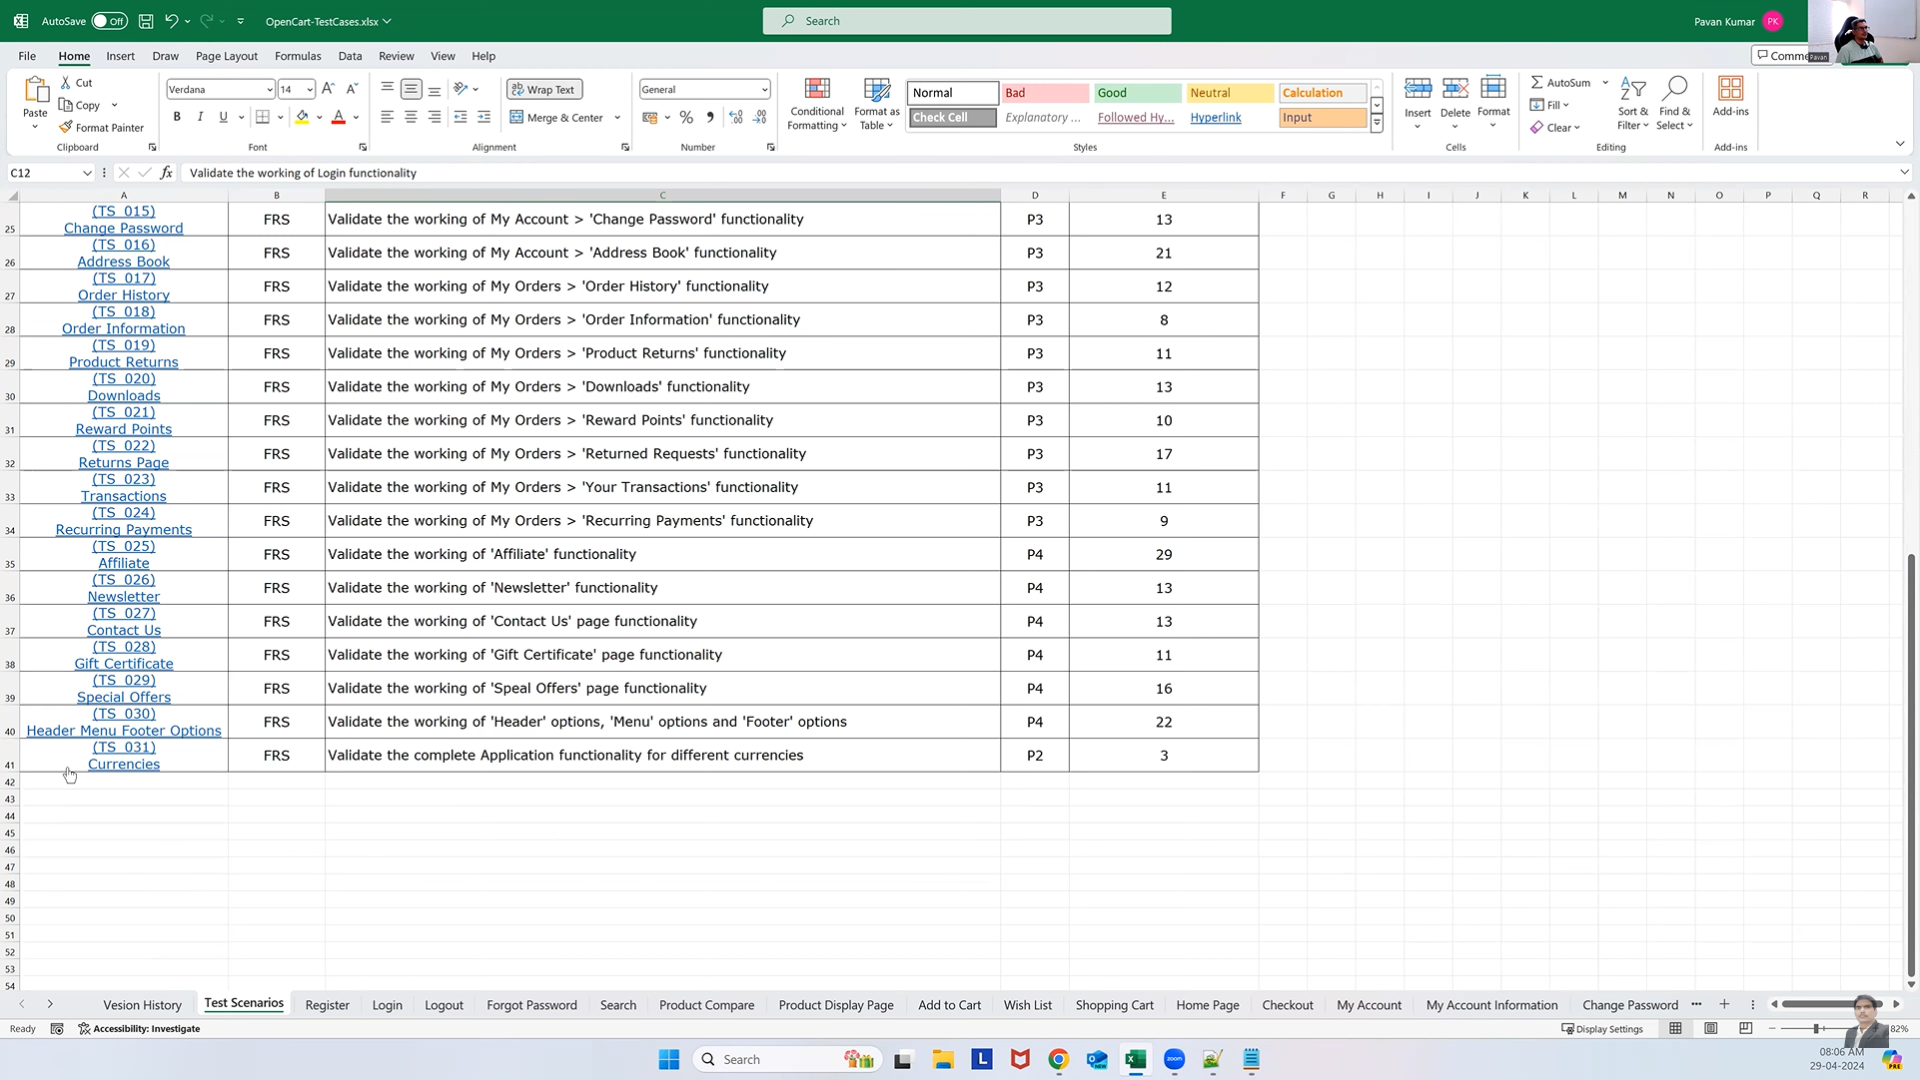 AutoSave Off OpenCart-TestCases.xlsx Search Pavan Kumar PK
Pavan
File Home Insert Draw Page Layout Formulas Data Review View Help Comme
Paste Cut Copy Format Painter Clipboard
Verdana 14 B I U A Font
Wrap Text Merge & Center Alignment
General % Number
Conditional Formatting Format as Table
Normal Bad Good Neutral Calculation
Check Cell Explanatory ... Followed Hy... Hyperlink Input
Styles
Insert Delete Format Cells
AutoSum Fill Clear Sort & Filter Find & Select Editing
Add-ins Add-ins
C12 fx Validate the working of Login functionality
A B C D E F G H I J K L M N O P Q R
25 (TS_015) Change Password FRS Validate the working of My Account > 'Change Password' functionality P3 13
26 (TS_016) Address Book FRS Validate the working of My Account > 'Address Book' functionality P3 21
27 (TS_017) Order History FRS Validate the working of My Orders > 'Order History' functionality P3 12
28 (TS_018) Order Information FRS Validate the working of My Orders > 'Order Information' functionality P3 8
29 (TS_019) Product Returns FRS Validate the working of My Orders > 'Product Returns' functionality P3 11
30 (TS_020) Downloads FRS Validate the working of My Orders > 'Downloads' functionality P3 13
31 (TS_021) Reward Points FRS Validate the working of My Orders > 'Reward Points' functionality P3 10
32 (TS_022) Returns Page FRS Validate the working of My Orders > 'Returned Requests' functionality P3 17
33 (TS_023) Transactions FRS Validate the working of My Orders > 'Your Transactions' functionality P3 11
34 (TS_024) Recurring Payments FRS Validate the working of My Orders > 'Recurring Payments' functionality P3 9
35 (TS_025) Affiliate FRS Validate the working of 'Affiliate' functionality P4 29
36 (TS_026) Newsletter FRS Validate the working of 'Newsletter' functionality P4 13
37 (TS_027) Contact Us FRS Validate the working of 'Contact Us' page functionality P4 13
38 (TS_028) Gift Certificate FRS Validate the working of 'Gift Certificate' page functionality P4 11
39 (TS_029) Special Offers FRS Validate the working of 'Speal Offers' page functionality P4 16
40 (TS_030) Header Menu Footer Options FRS Validate the working of 'Header' options, 'Menu' options and 'Footer' options P4 22
41 (TS_031) Currencies FRS Validate the complete Application functionality for different currencies P2 3
42
43
44
45
46
47
48
49
50
51
52
53
54
Vesion History Test Scenarios Register Login Logout Forgot Password Search Product Compare Product Display Page Add to Cart Wish List Shopping Cart Home Page Checkout My Account My Account Information Change Password ...
Ready Accessibility: Investigate Display Settings 82%
Search L zoom PRE
08:06 AM
29-04-2024